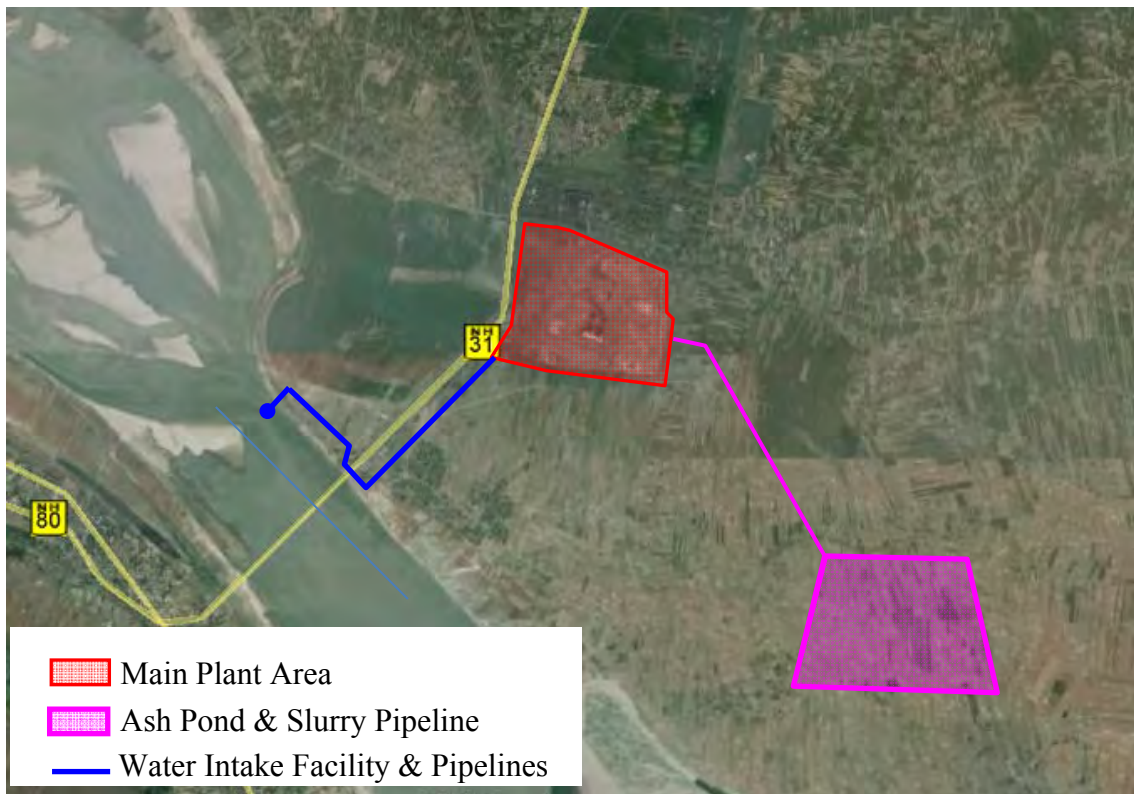 NH
31
NH
80
Main Plant Area
Ash Pond & Slurry Pipeline
Water Intake Facility & Pipelines